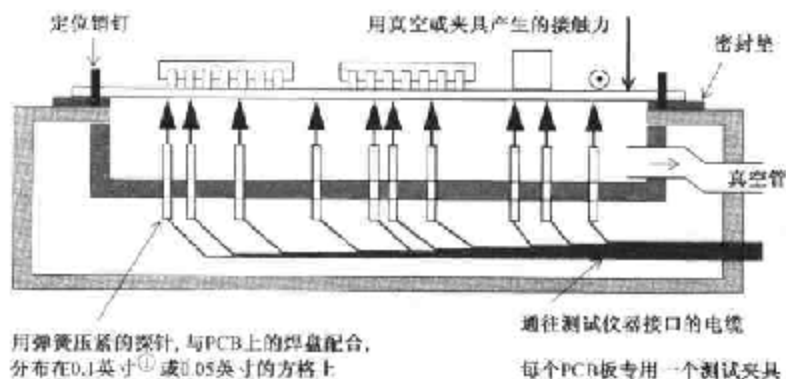 定位销钉
用真空或夹具产生的接触力
密封垫
真空管
用弹簧压紧的探针, 与PCB上的焊盘配合,
分布在0.1英寸① 或0.05英寸的方格上
通往测试仪器接口的电缆
每个PCB板专用一个测试夹具